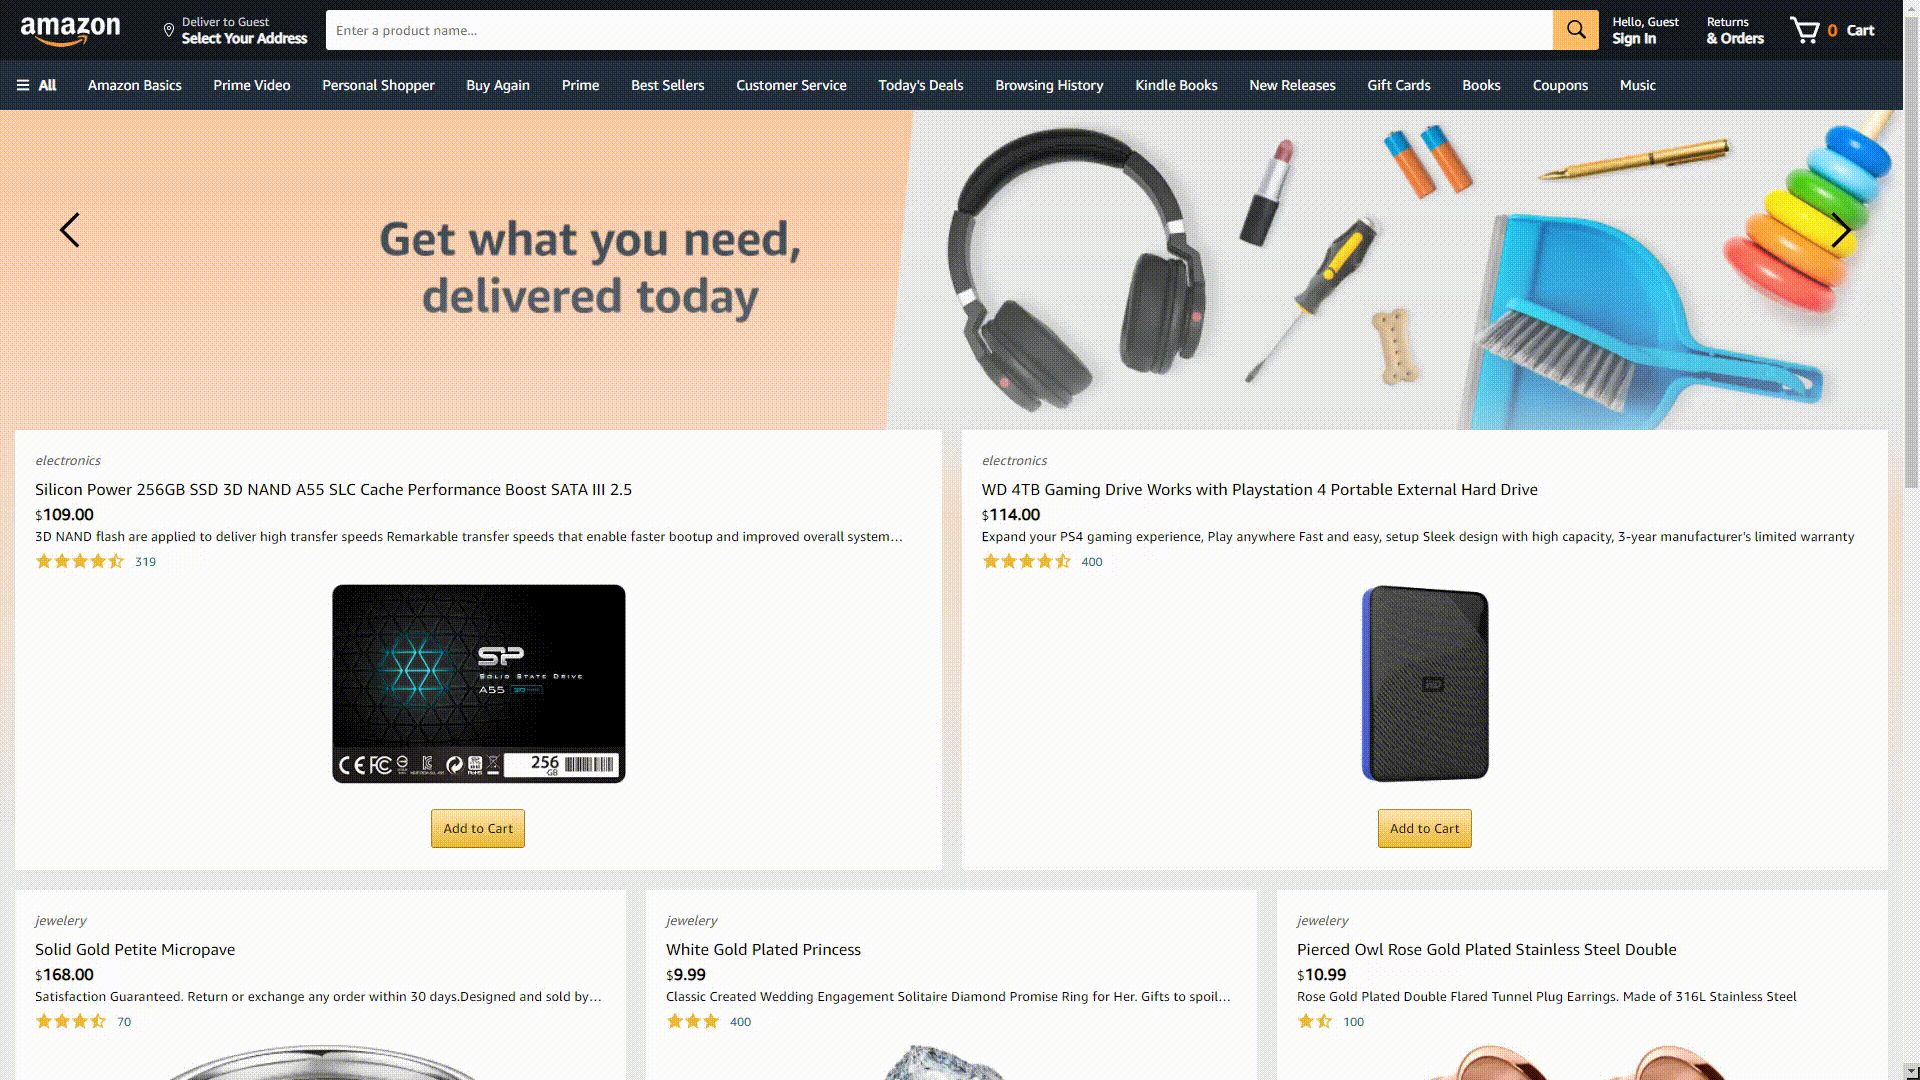 amazon
Deliver to Guest
Select Your Address
Enter a product name...
Hello, Guest
Sign In
Returns
& Orders
0 Cart
All
Amazon Basics
Prime Video
Personal Shopper
Buy Again
Prime
Best Sellers
Customer Service
Today's Deals
Browsing History
Kindle Books
New Releases
Gift Cards
Books
Coupons
Music
Get what you need,
delivered today
electronics
Silicon Power 256GB SSD 3D NAND A55 SLC Cache Performance Boost SATA III 2.5
$109.00
3D NAND flash are applied to deliver high transfer speeds Remarkable transfer speeds that enable faster bootup and improved overall system...
319
SP
SOLID STATE DRIVE
A55
256
GB
Add to Cart
electronics
WD 4TB Gaming Drive Works with Playstation 4 Portable External Hard Drive
$114.00
Expand your PS4 gaming experience, Play anywhere Fast and easy, setup Sleek design with high capacity, 3-year manufacturer's limited warranty
400
Add to Cart
jewelery
Solid Gold Petite Micropave
$168.00
Satisfaction Guaranteed. Return or exchange any order within 30 days.Designed and sold by...
70
jewelery
White Gold Plated Princess
$9.99
Classic Created Wedding Engagement Solitaire Diamond Promise Ring for Her. Gifts to spoil...
400
jewelery
Pierced Owl Rose Gold Plated Stainless Steel Double
$10.99
Rose Gold Plated Double Flared Tunnel Plug Earrings. Made of 316L Stainless Steel
100